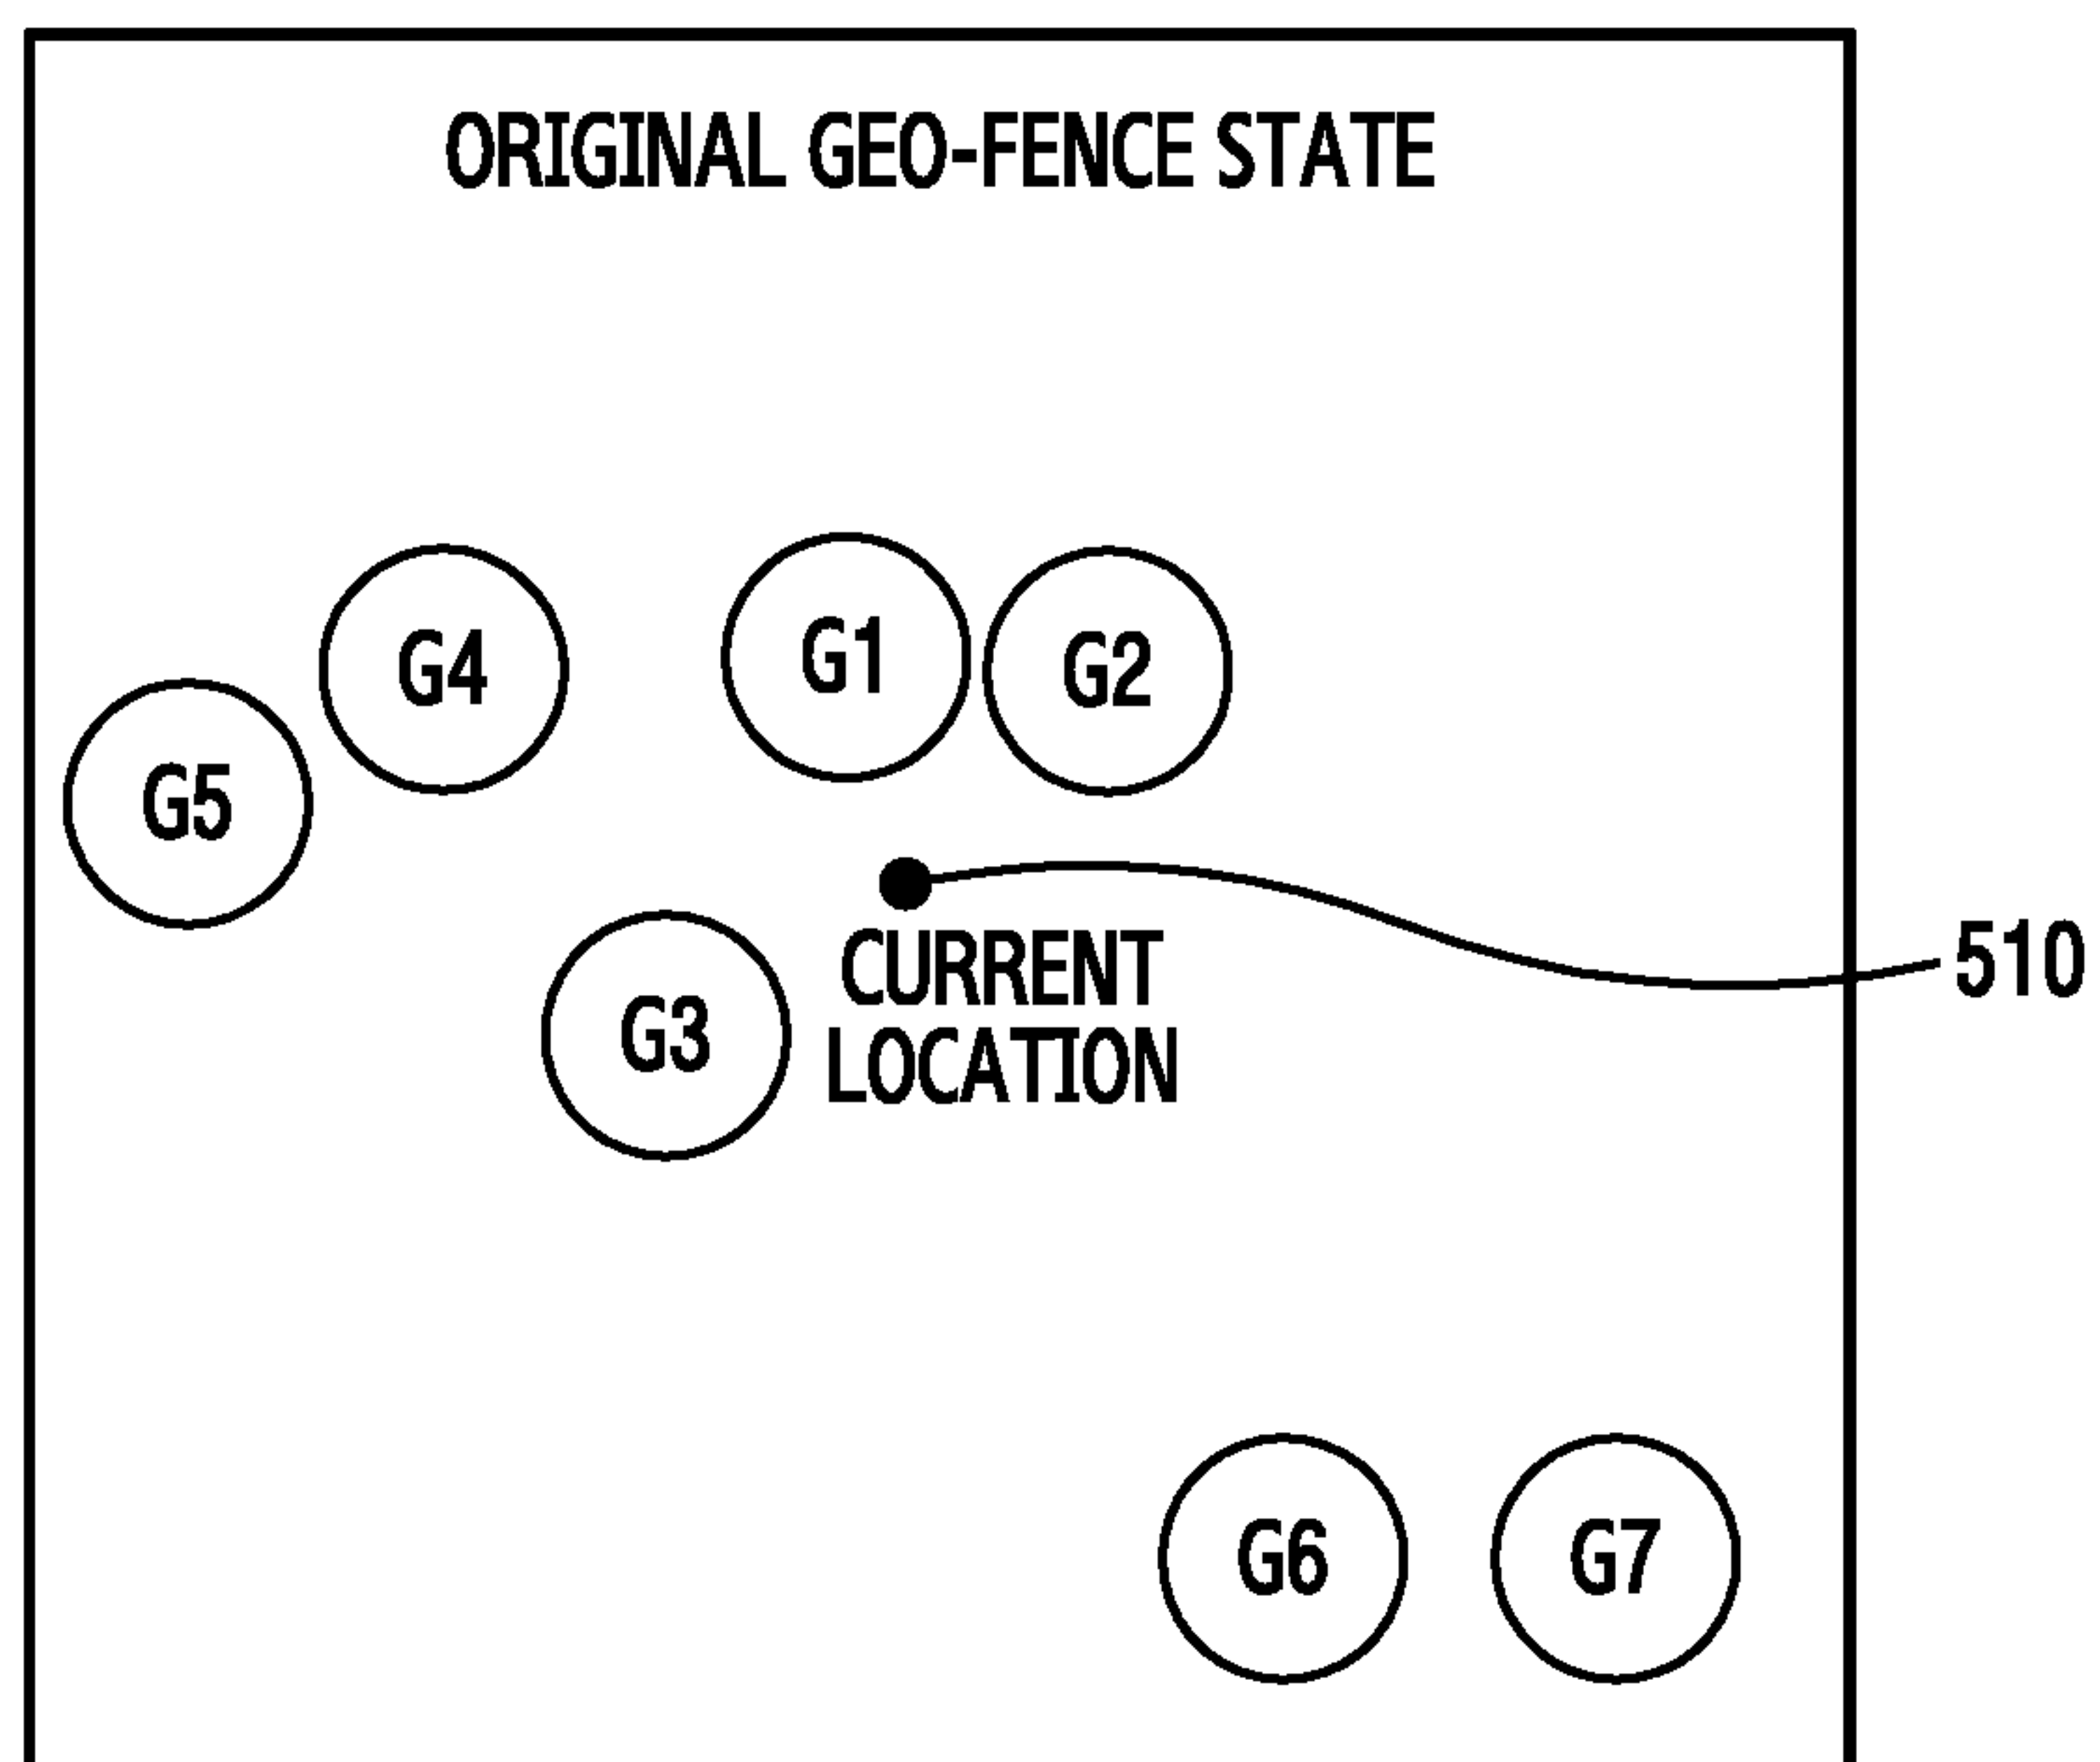 ORIGINAL GEO-FENCE STATE
G4
G1
G2
G5
CURRENT
LOCATION
510
G3
G6
G7